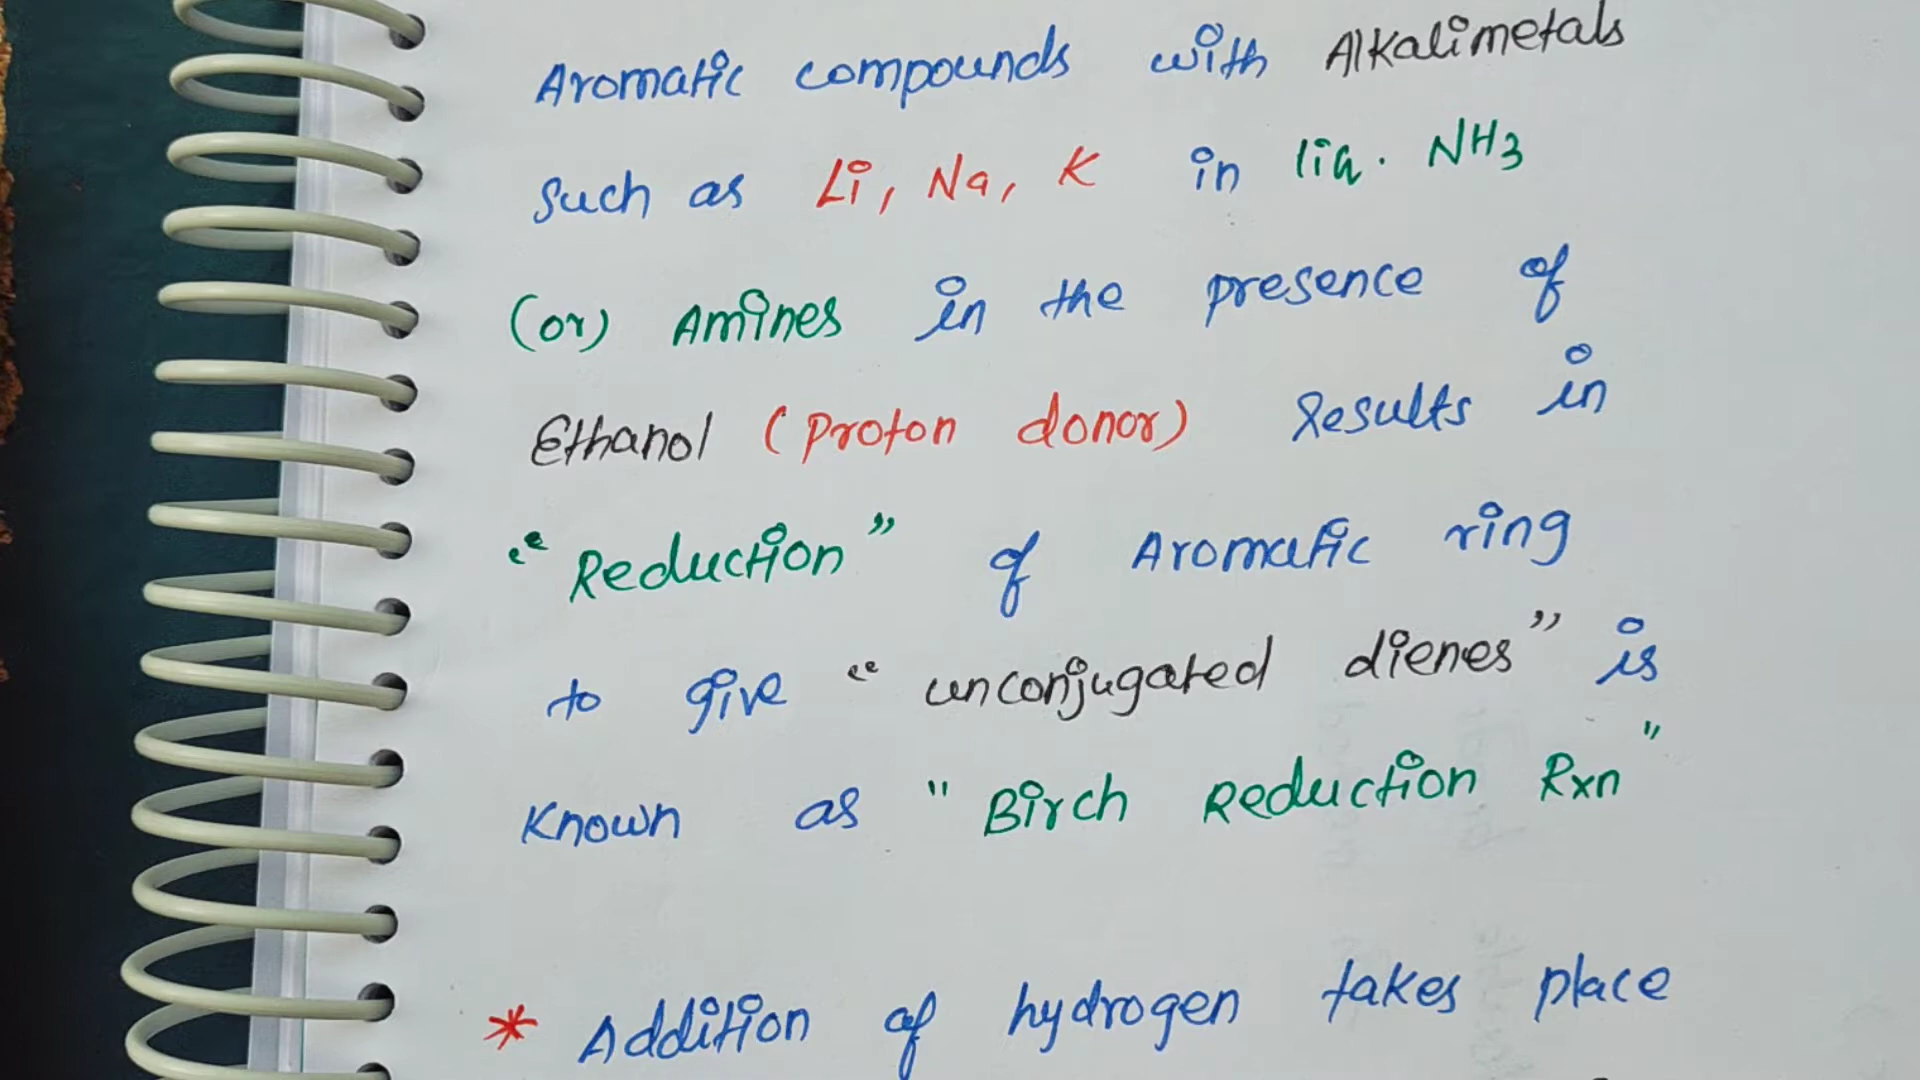 Aromatic compounds with Alkalimetals
such as Li, Na, K in liq. NH3
(or) Amines in the presence of
Ethanol (Proton donor) Results in
"Reduction" of Aromatic ring
to give "unconjugated dienes" is
Known as "Birch Reduction Rxn"
* Addition of hydrogen takes place